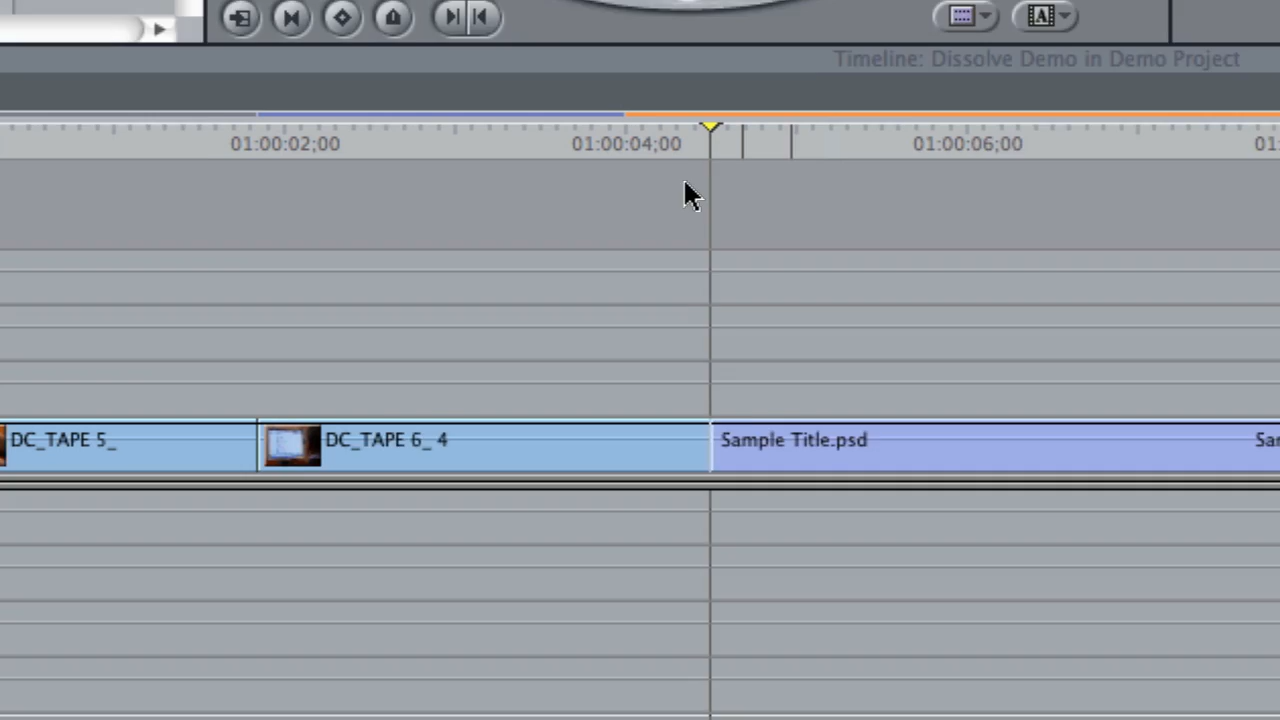 A
Timeline: Dissolve Demo in Demo Project
01:00:02;00 01:00:04;00 01:00:06;00 01:
DC_TAPE 5_ DC_TAPE 6_ 4 Sample Title.psd Sa